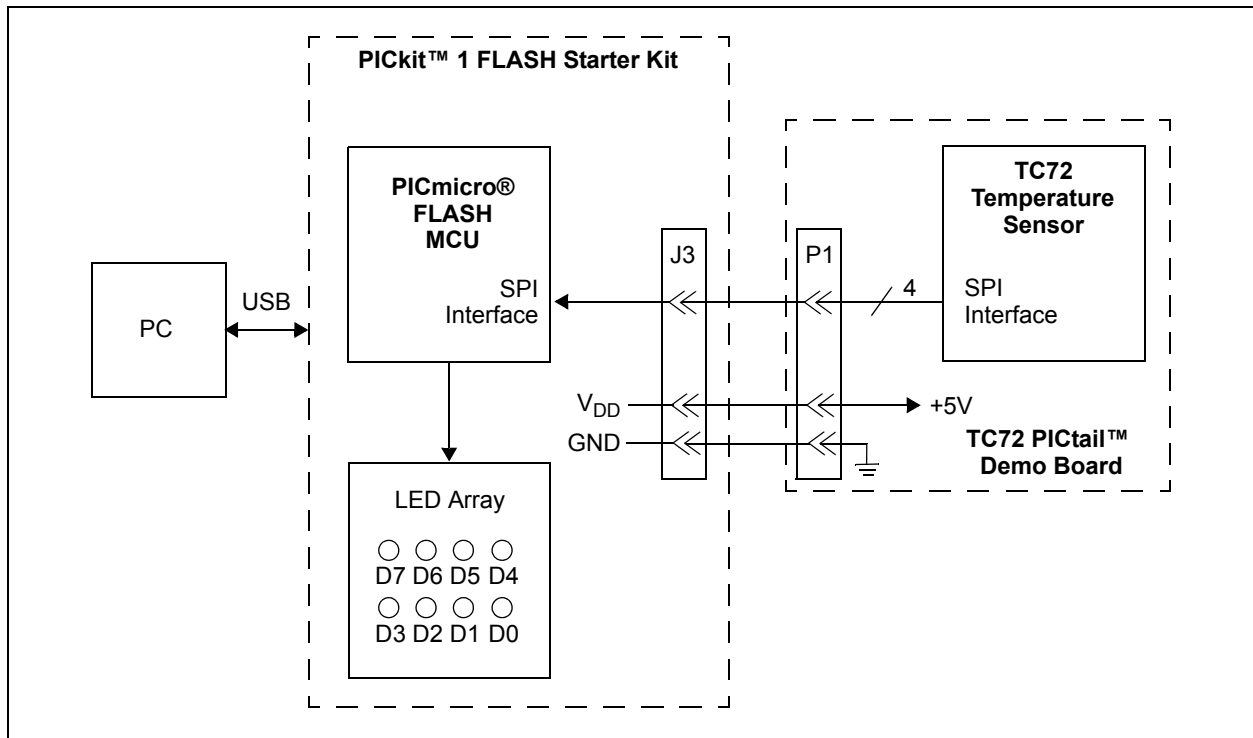 PICkit™ 1 FLASH Starter Kit
PICmicro®
FLASH
MCU
SPI
Interface
J3
P1
TC72
Temperature
Sensor
4
SPI
Interface
PC
USB
VDD
GND
+5V
TC72 PICtail™
Demo Board
LED Array
D7 D6 D5 D4
D3 D2 D1 D0